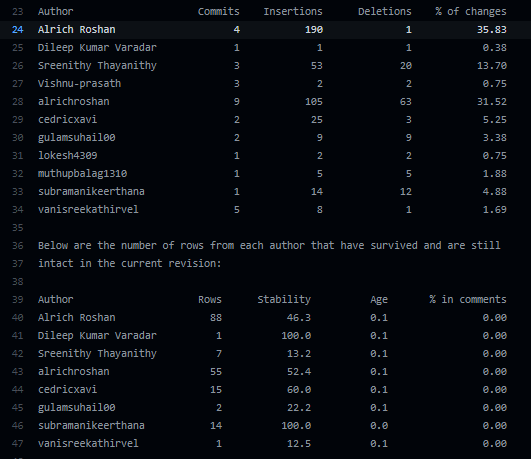 23 Author Commits Insertions Deletions % of changes
24 Alrich Roshan 4 190 1 35.83
25 Dileep Kumar Varadar 1 1 1 0.38
26 Sreenithy Thayanithy 3 53 20 13.70
27 Vishnu-prasath 3 2 2 0.75
28 alrichroshan 9 105 63 31.52
29 cedricxavi 2 25 3 5.25
30 gulamsuhail00 2 9 9 3.38
31 lokesh4309 1 2 2 0.75
32 muthupbalag1310 1 5 5 1.88
33 subramanikeerthana 1 14 12 4.88
34 vanisreekathirvel 5 8 1 1.69
35
36 Below are the number of rows from each author that have survived and are still
37 intact in the current revision:
38
39 Author Rows Stability Age % in comments
40 Alrich Roshan 88 46.3 0.1 0.00
41 Dileep Kumar Varadar 1 100.0 0.1 0.00
42 Sreenithy Thayanithy 7 13.2 0.1 0.00
43 alrichroshan 55 52.4 0.1 0.00
44 cedricxavi 15 60.0 0.1 0.00
45 gulamsuhail00 2 22.2 0.1 0.00
46 subramanikeerthana 14 100.0 0.0 0.00
47 vanisreekathirvel 1 12.5 0.1 0.00